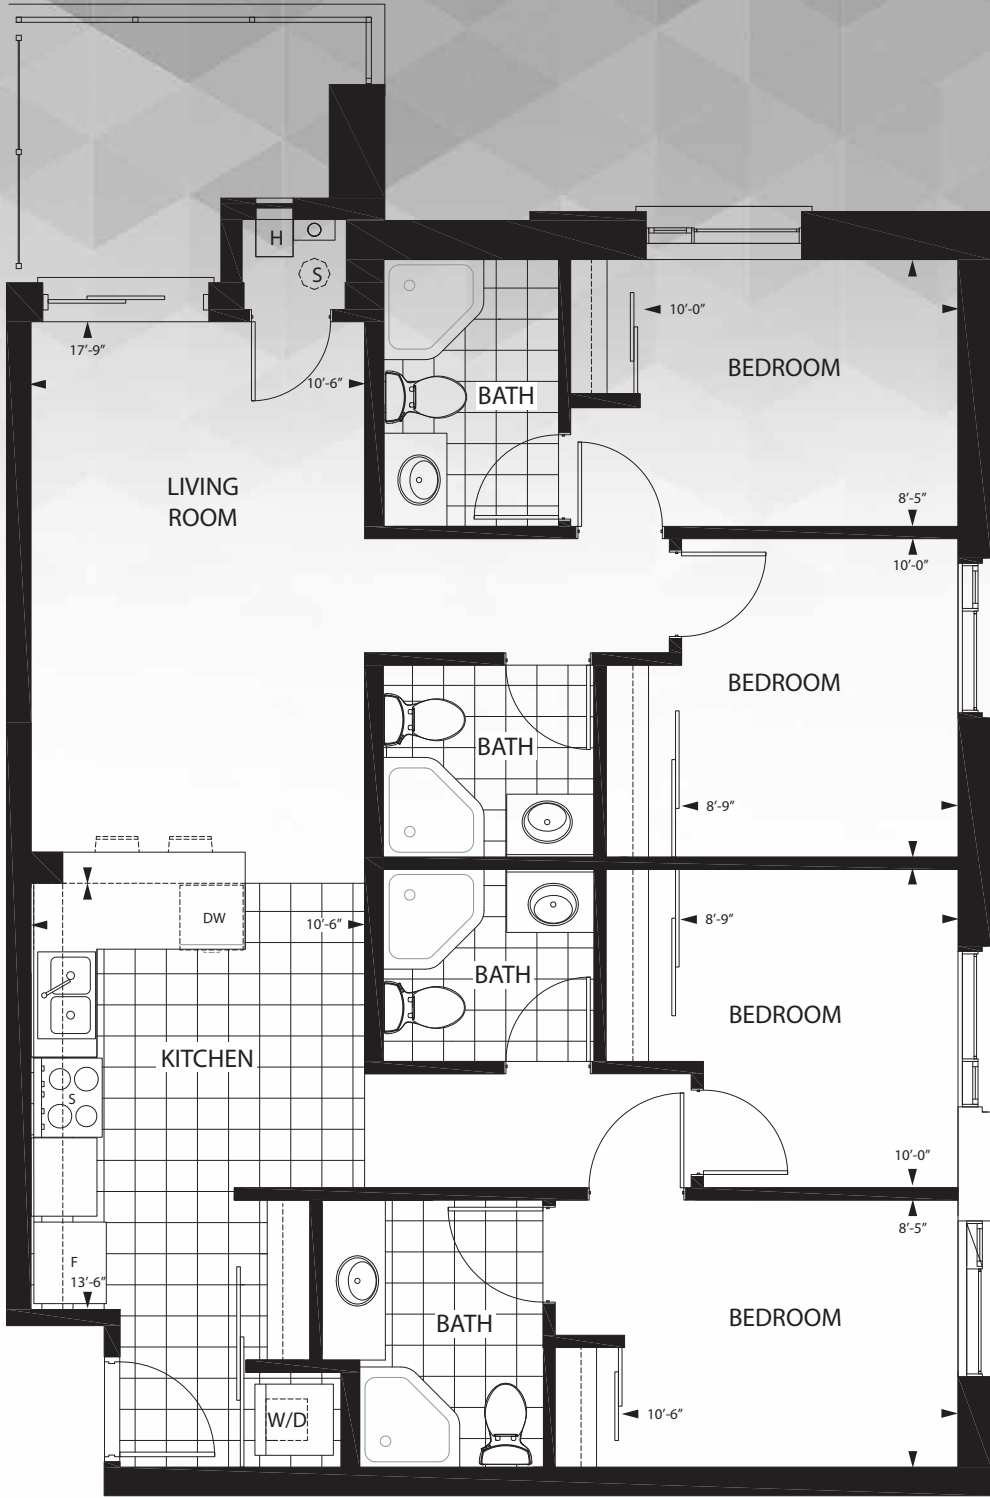 H
S
10'-0"
17'-9"
10'-6"
BEDROOM
BATH
LIVING
ROOM
8'-5"
10'-0"
BEDROOM
BATH
8'-9"
DW
10'-6"
8'-9"
BATH
BEDROOM
KITCHEN
S
10'-0"
8'-5"
F
13'-6"
BATH
BEDROOM
W/D
10'-6"